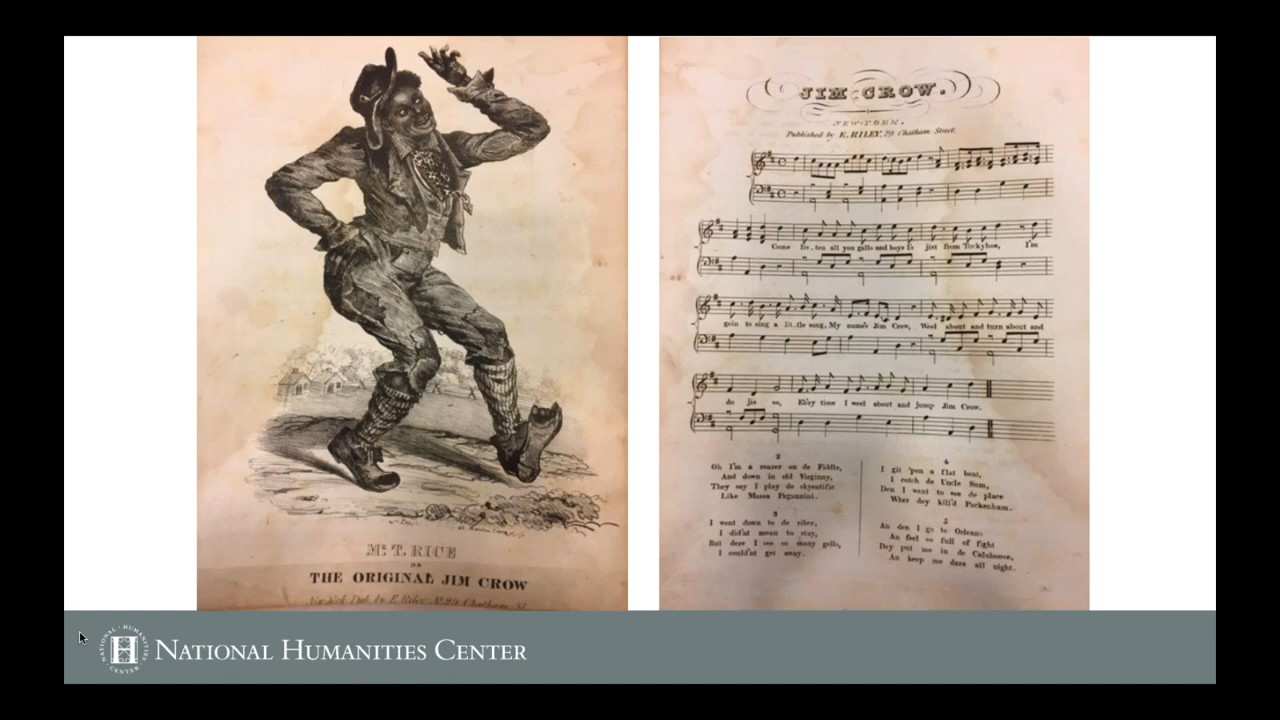 Mr. T. RICE
AS
THE ORIGINAL JIM CROW
New York Pub. by E. Riley No. 29 Chatham St.
JIM CROW.
NEW-YORK.
Published by E. RILEY. 29 Chatham Street.
Come lis.ten all you galls and boys I's jist from Tuckyhoe, I'm
goin to sing a lit.tle song, My name's Jim Crow, Weel about and turn about and
do jis so, Eb'ry time I weel about and jump Jim Crow.
2
Oh I'm a roarer on de Fiddle,
And down in old Virginny,
They say I play de skyentific
Like Massa Pagannini.
3
I went down to de riber,
I did'nt mean to stay,
But dere I see so many galls,
I could'nt get away.
4
I git 'pon a flat boat,
I cotch de Uncle Sam,
Den I went to see de place
Wher dey kill'd Packenham.
5
An den I go to Orleans
An feel so full of fight
Dey put me in de Calaboose,
An keep me dare all night.
NATIONAL HUMANITIES CENTER
NATIONAL HUMANITIES CENTER